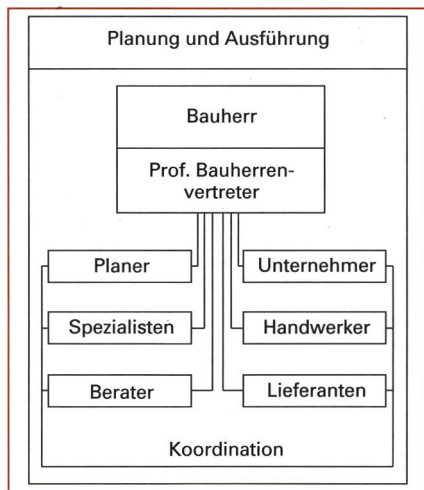 Planung und Ausführung
Bauherr
Prof. Bauherren-
vertreter
Planer
Unternehmer
Spezialisten
Handwerker
Berater
Lieferanten
Koordination